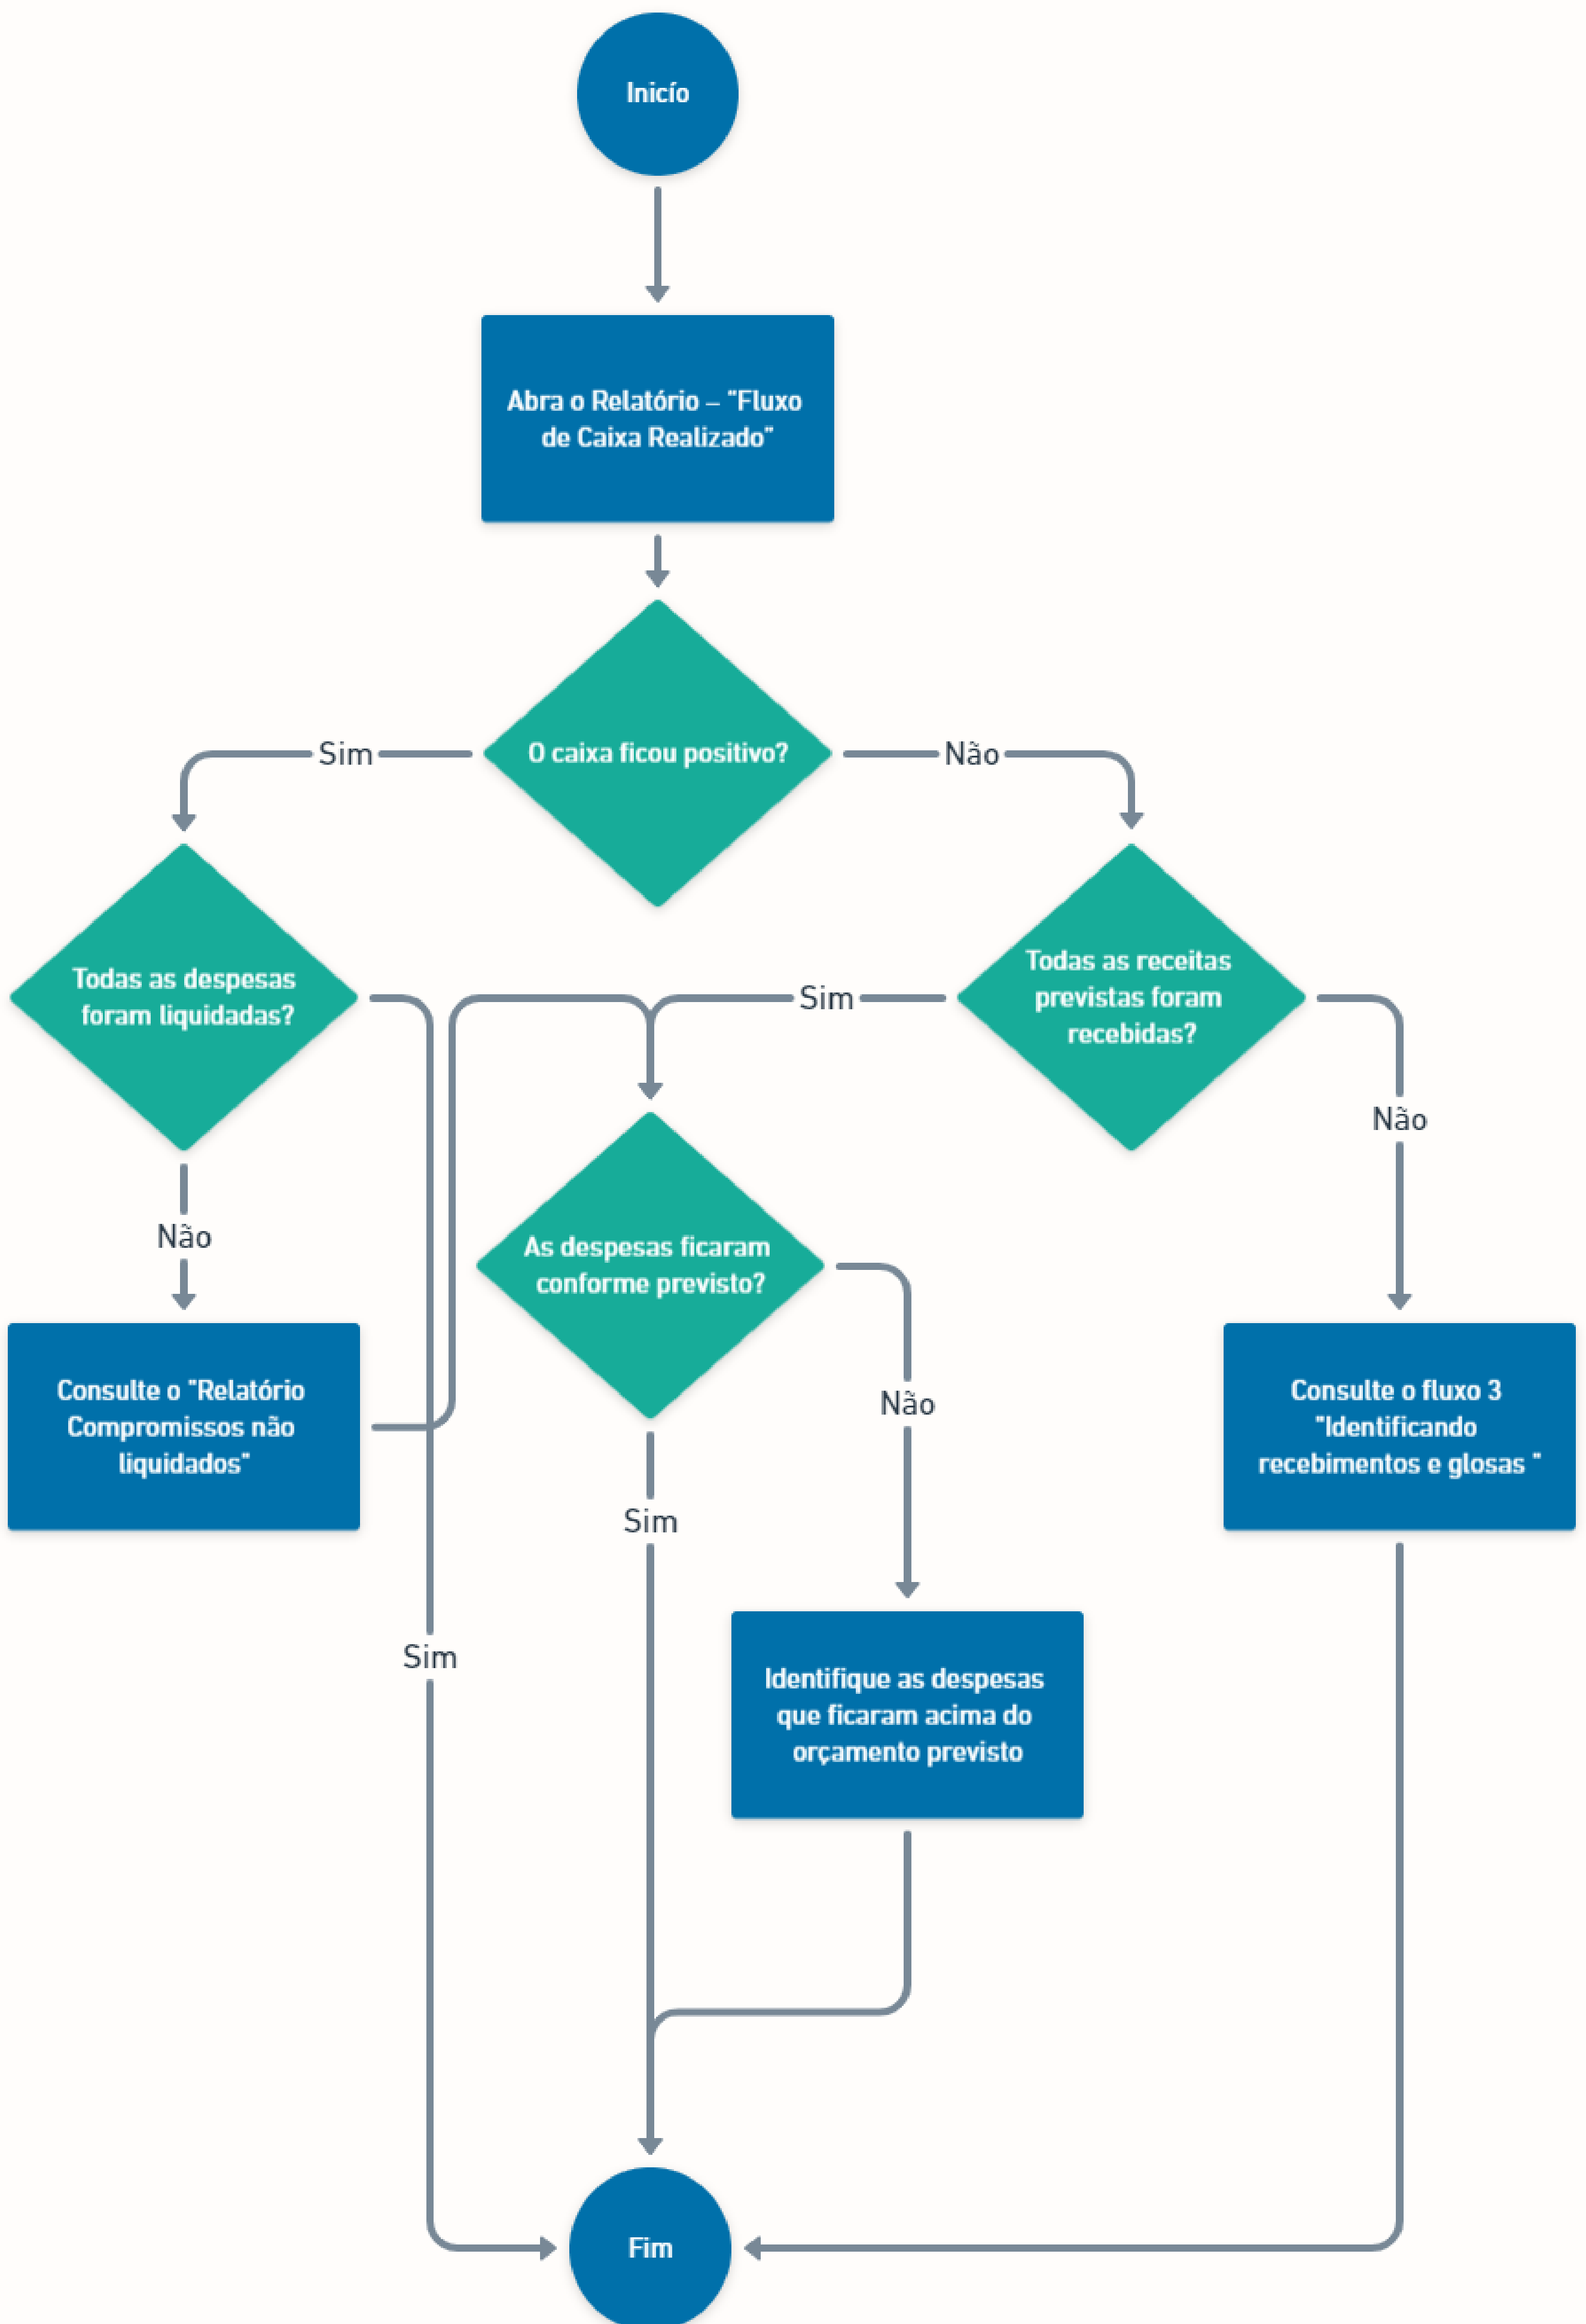 Inicío
Abra o Relatório – "Fluxo
de Caixa Realizado"
O caixa ficou positivo?
Sim
Não
Todas as despesas
foram liquidadas?
Todas as receitas
previstas foram
recebidas?
Sim
Não
Não
As despesas ficaram
conforme previsto?
Consulte o "Relatório
Compromissos não
liquidados"
Não
Consulte o fluxo 3
"Identificando
recebimentos e glosas "
Sim
Sim
Identifique as despesas
que ficaram acima do
orçamento previsto
Fim